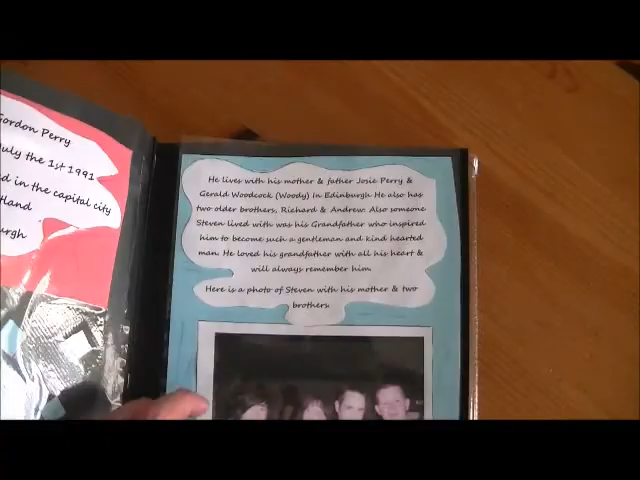 Gordon Perry
July the 1st 1991
d in the capital city
tland
urgh
He lives with his mother & father Josie Perry &
Gerald Woodcock (Woody) in Edinburgh. He also has
two older brothers, Richard & Andrew. Also someone
Steven lived with was his Grandfather who inspired
him to become such a gentleman and kind hearted
man. He loved his grandfather with all his heart &
will always remember him.
Here is a photo of Steven with his mother & two
brothers.